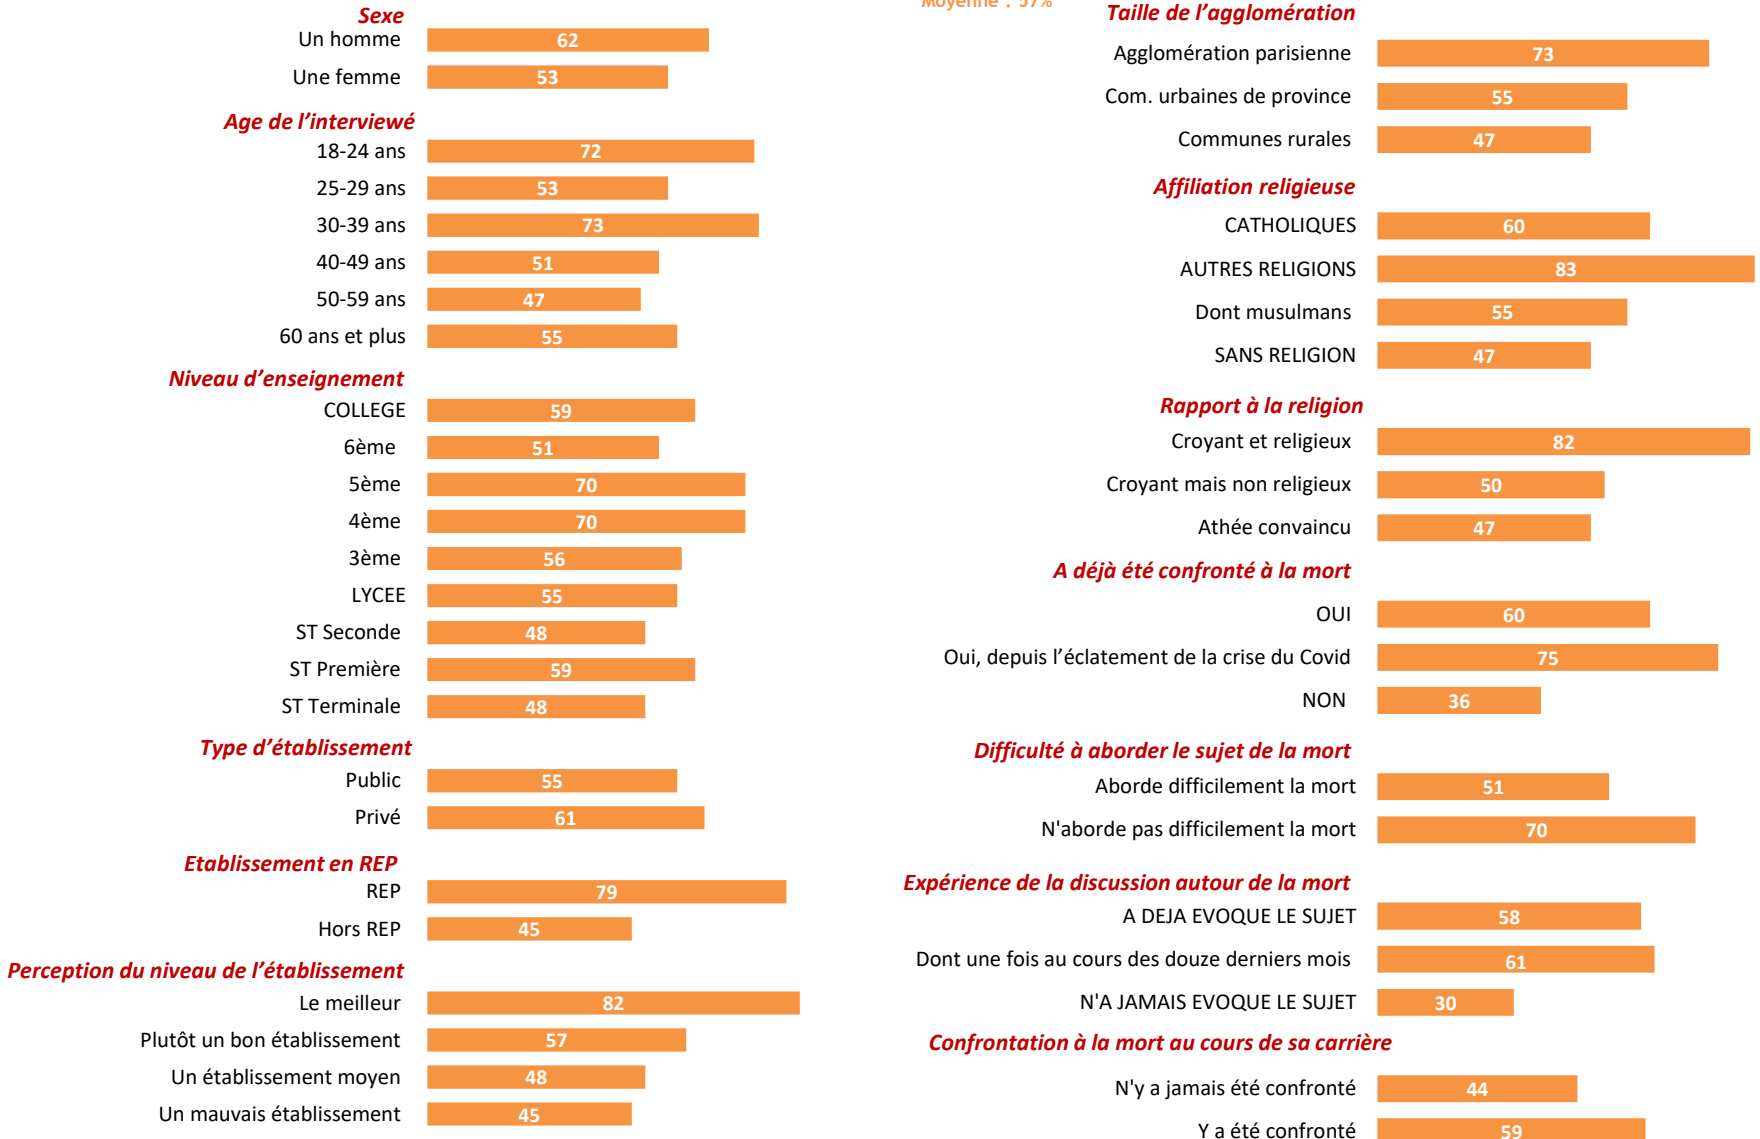 Moyenne : 57%
Sexe
Un homme 62
Une femme 53
Age de l'interviewé
18-24 ans 72
25-29 ans 53
30-39 ans 73
40-49 ans 51
50-59 ans 47
60 ans et plus 55
Niveau d'enseignement
COLLEGE 59
6ème 51
5ème 70
4ème 70
3ème 56
LYCEE 55
ST Seconde 48
ST Première 59
ST Terminale 48
Type d'établissement
Public 55
Privé 61
Etablissement en REP
REP 79
Hors REP 45
Perception du niveau de l'établissement
Le meilleur 82
Plutôt un bon établissement 57
Un établissement moyen 48
Un mauvais établissement 45
Taille de l'agglomération
Agglomération parisienne 73
Com. urbaines de province 55
Communes rurales 47
Affiliation religieuse
CATHOLIQUES 60
AUTRES RELIGIONS 83
Dont musulmans 55
SANS RELIGION 47
Rapport à la religion
Croyant et religieux 82
Croyant mais non religieux 50
Athée convaincu 47
A déjà été confronté à la mort
OUI 60
Oui, depuis l'éclatement de la crise du Covid 75
NON 36
Difficulté à aborder le sujet de la mort
Aborde difficilement la mort 51
N'aborde pas difficilement la mort 70
Expérience de la discussion autour de la mort
A DEJA EVOQUE LE SUJET 58
Dont une fois au cours des douze derniers mois 61
N'A JAMAIS EVOQUE LE SUJET 30
Confrontation à la mort au cours de sa carrière
N'y a jamais été confronté 44
Y a été confronté 59